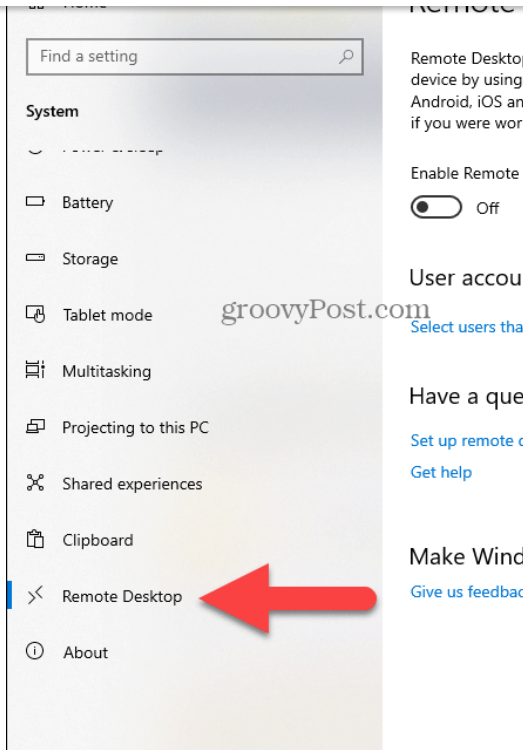 Home
Remote
Find a setting
System
Battery
Storage
Tablet mode
Multitasking
Projecting to this PC
Shared experiences
Clipboard
Remote Desktop
About
Remote Desktop
device by using
Android, iOS an
if you were wor
Enable Remote
Off
User accou
Select users tha
Have a que
Set up remote d
Get help
Make Wind
Give us feedbac
groovyPost.com